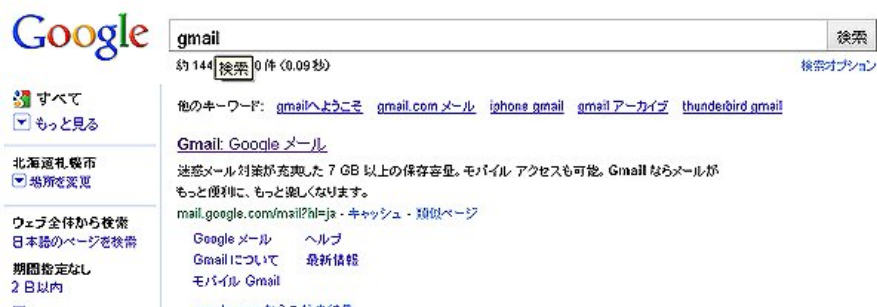 Google
gmail
検索
約 144 検索 0 件 (0.09 秒)
検索オプション
すべて
もっと見る
北海道札幌市
場所を変更
ウェブ全体から検索
日本語のページを検索
期間指定なし
2 日以内
他のキーワード: gmailへようこそ gmail.com メール iphone gmail gmail アーカイブ thunderbird gmail
Gmail: Google メール
迷惑メール対策が充実した 7 GB 以上の保存容量。モバイル アクセスも可能。Gmail ならメールが
もっと便利に、もっと楽しくなります。
mail.google.com/mail?hl=ja - キャッシュ - 類似ページ
Google メール ヘルプ
Gmail について 最新情報
モバイル Gmail